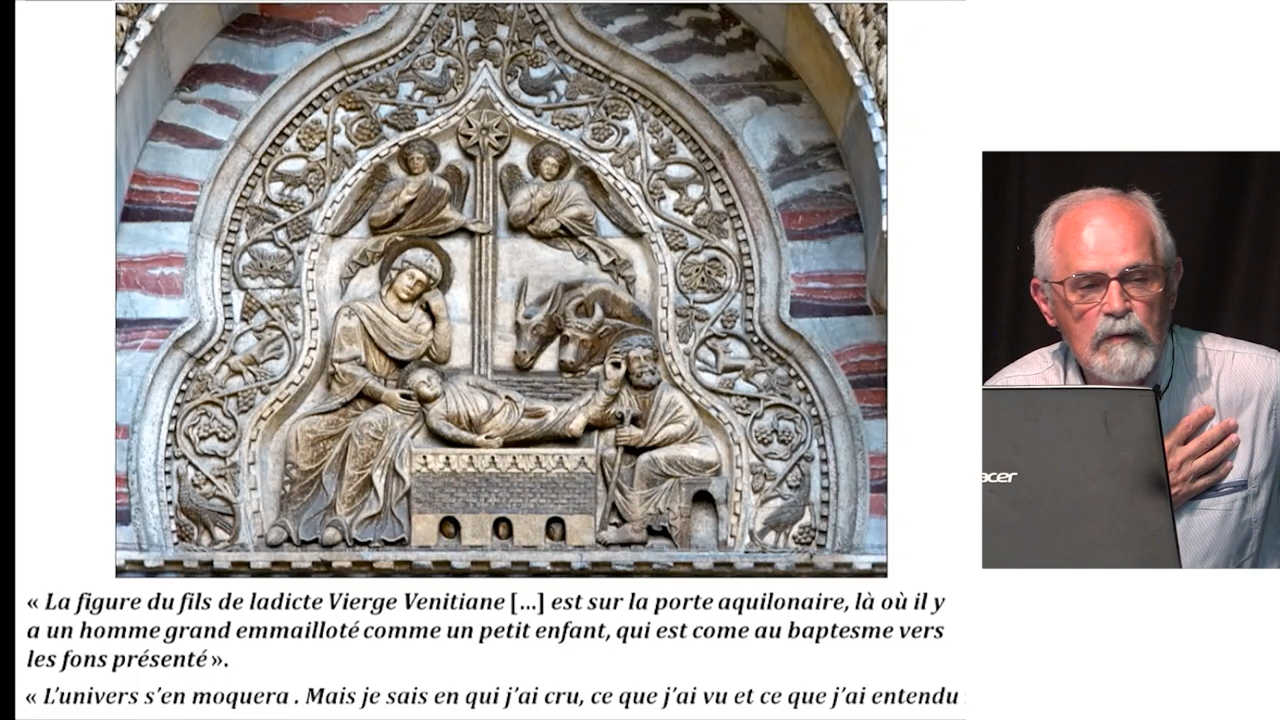 « La figure du fils de ladicte Vierge Venitiane [...] est sur la porte aquilonaire, là où il y
a un homme grand emmailloté comme un petit enfant, qui est come au baptesme vers
les fons présenté ».
« L'univers s'en moquera . Mais je sais en qui j'ai cru, ce que j'ai vu et ce que j'ai entendu
acer